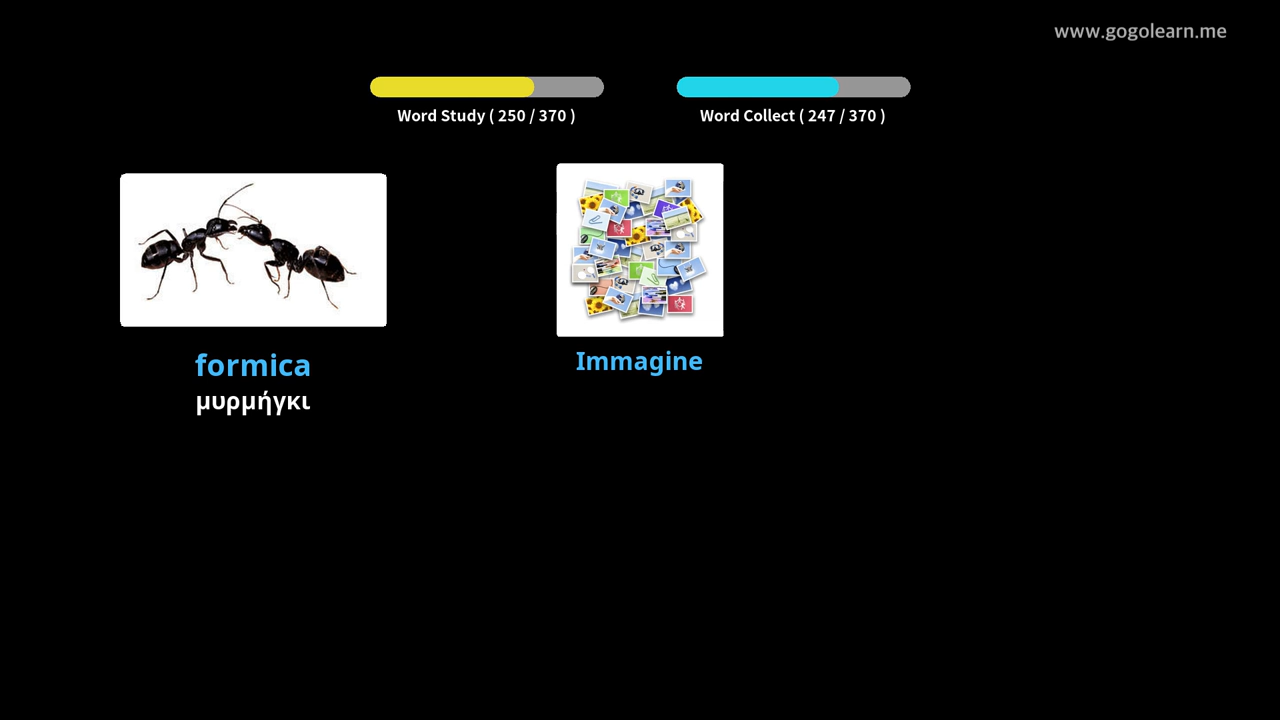 www.gogolearn.me
Word Study ( 250 / 370 )
Word Collect ( 247 / 370 )
formica
μυρμήγκι
Immagine